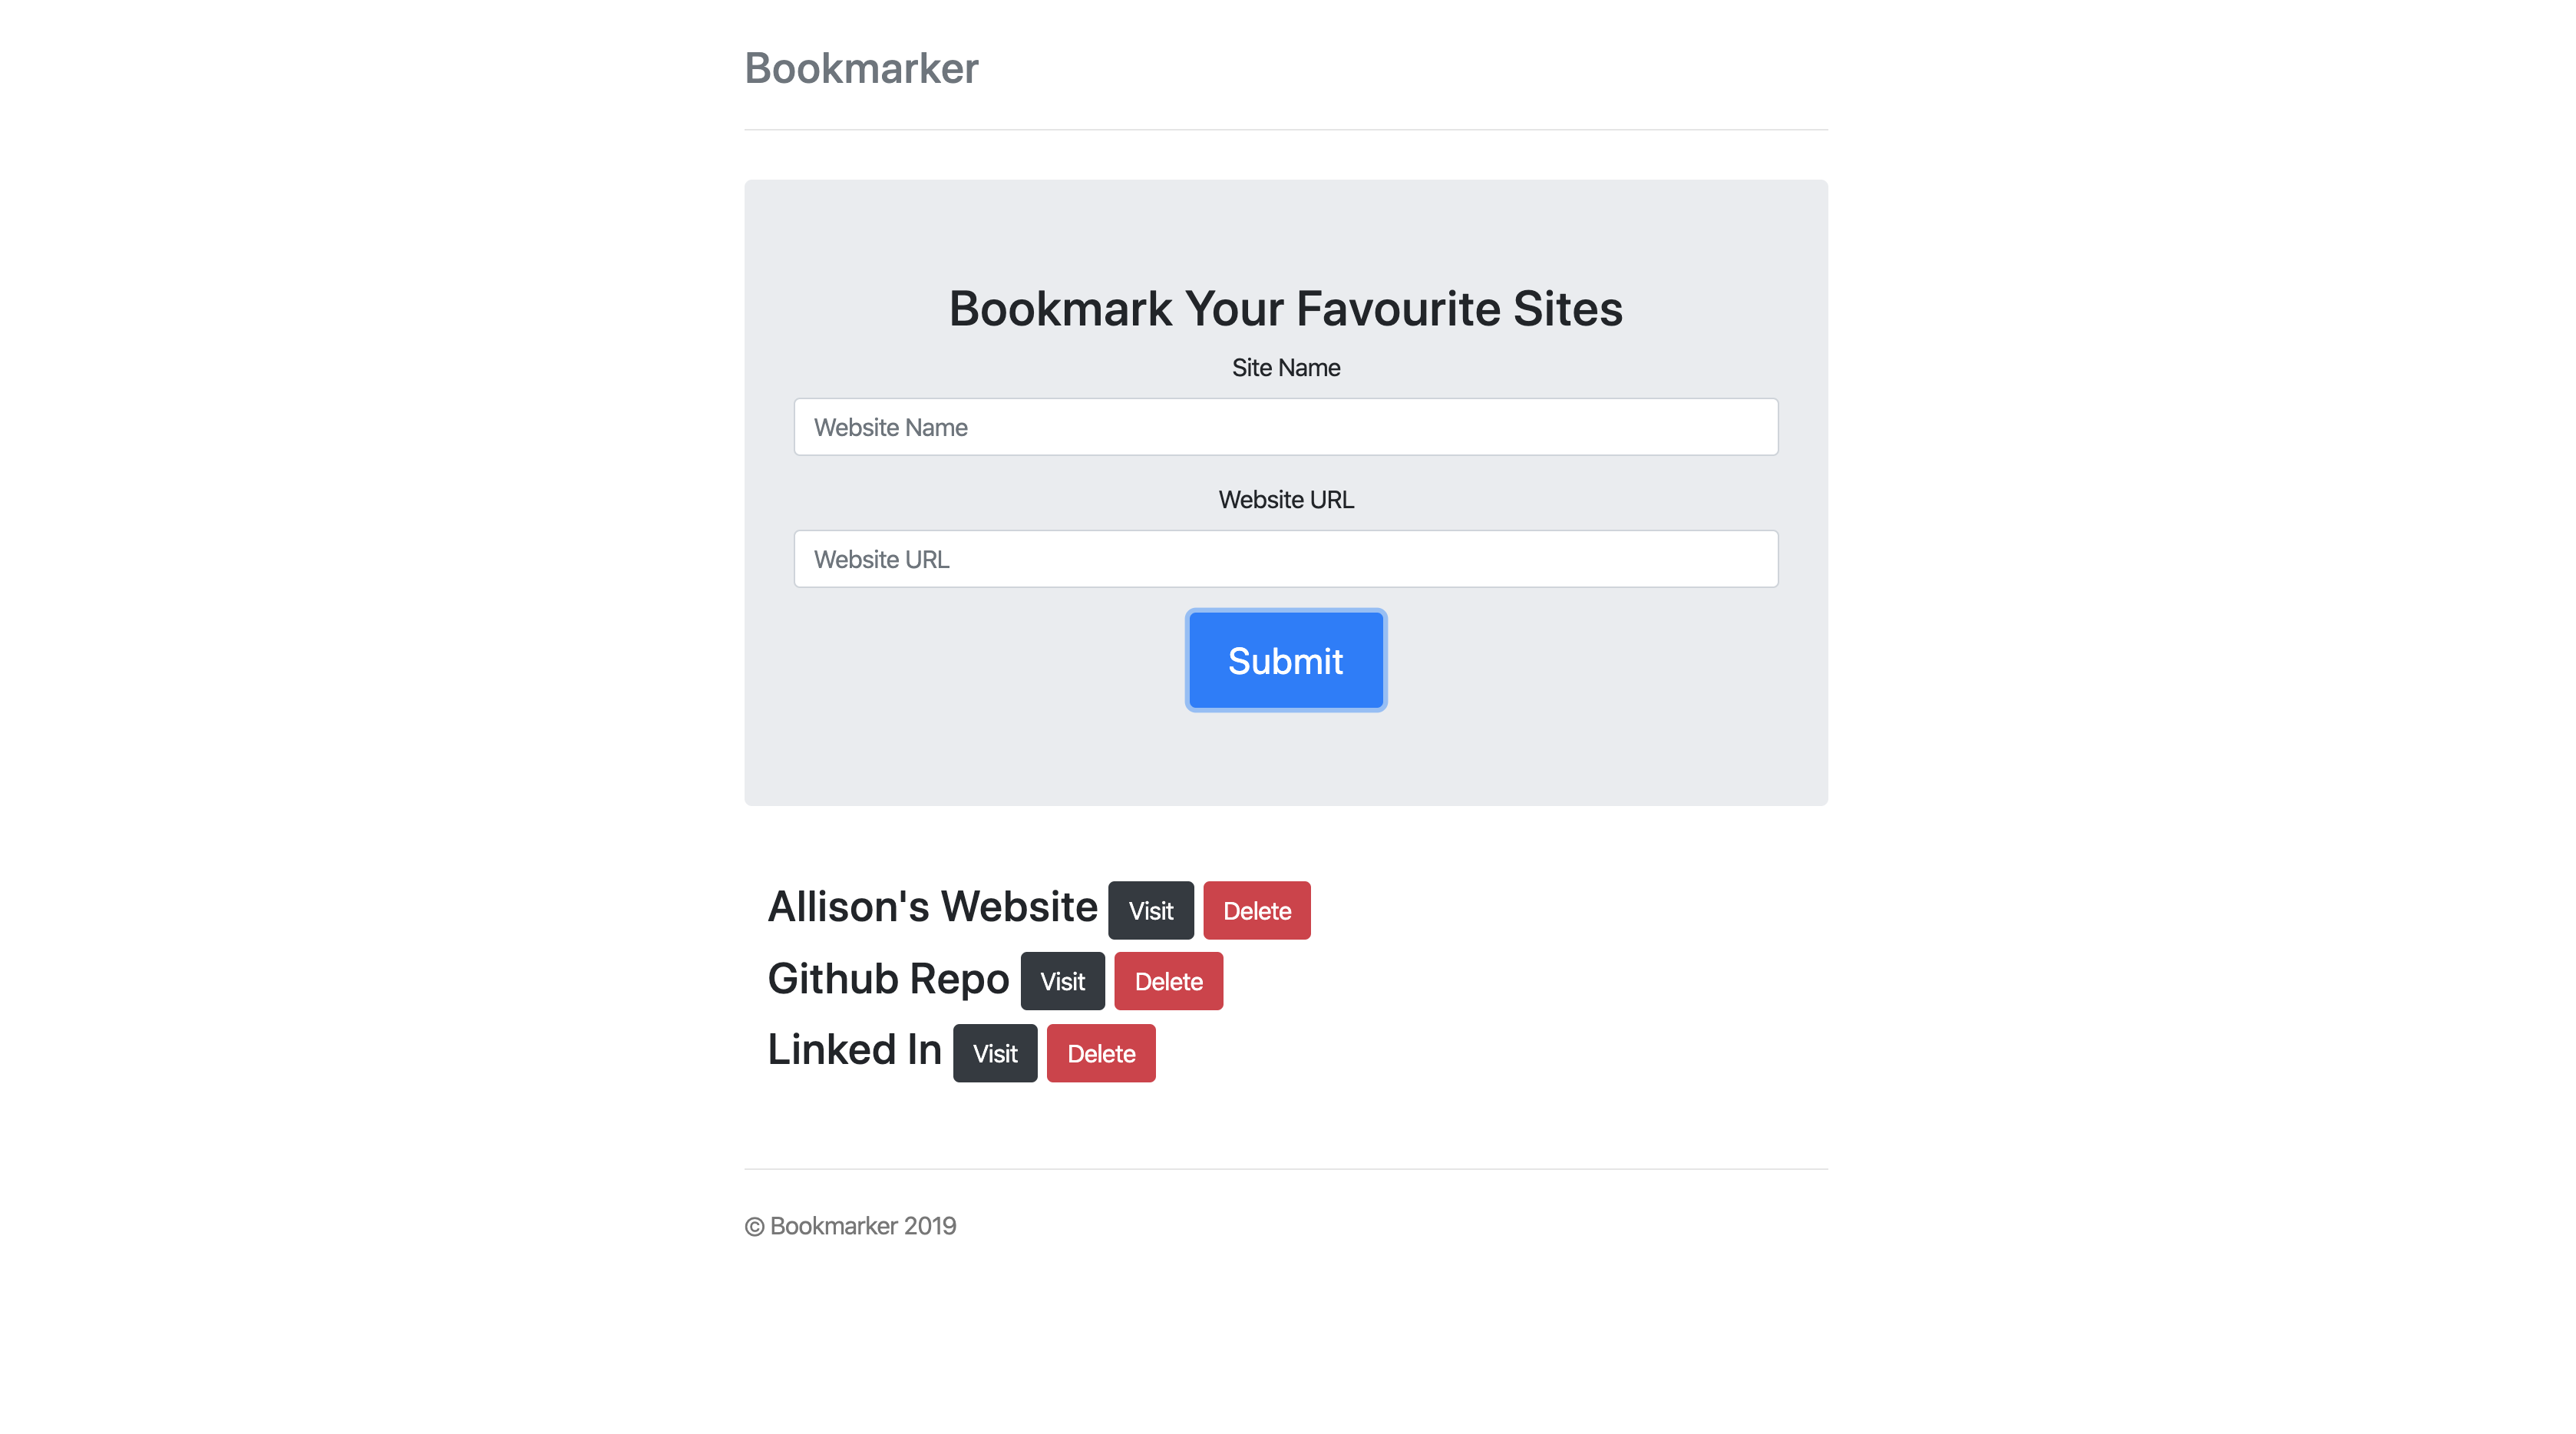 Bookmarker
Bookmark Your Favourite Sites
Site Name
Website Name
Website URL
Website URL
Submit
Allison's Website Visit Delete
Github Repo Visit Delete
Linked In Visit Delete
© Bookmarker 2019